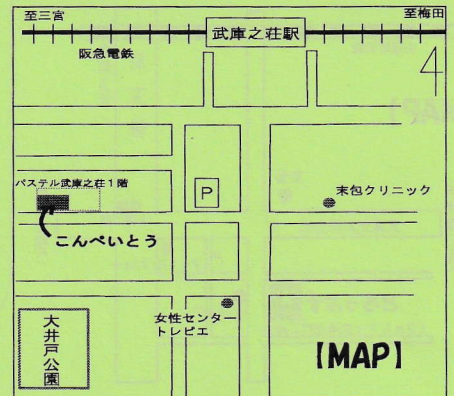 至三宮
至梅田
武庫之荘駅
阪急電鉄
4
パステル武庫之荘1階
P
末包クリニック
こんぺいとう
女性センター
トレピエ
大井戸公園
【MAP】